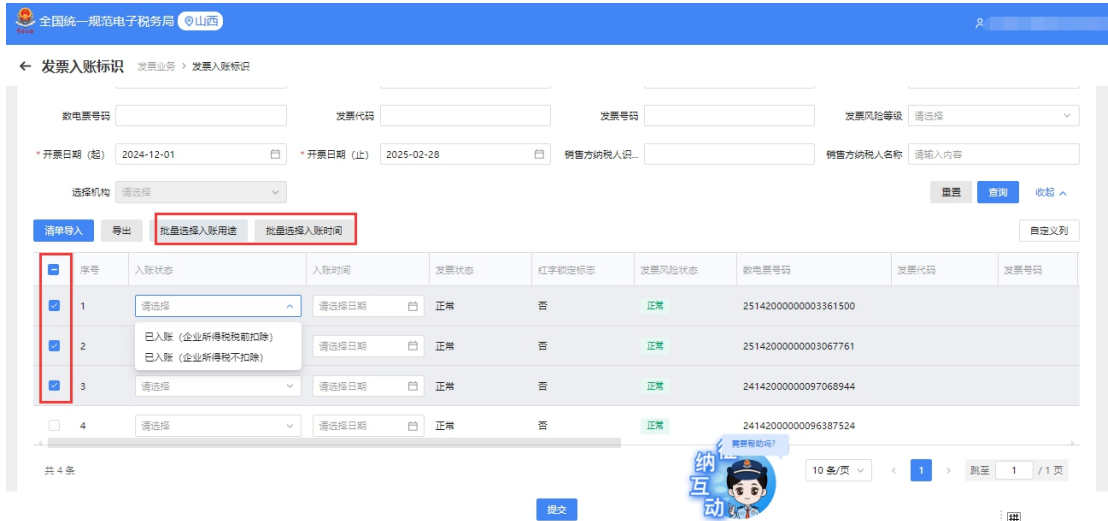 全国统一规范电子税务局 山西
← 发票入账标识 发票业务 > 发票入账标识
数电票号码 发票代码 发票号码 发票风险等级 请选择
* 开票日期（起） 2024-12-01 * 开票日期（止） 2025-02-28 销售方纳税人识... 销售方纳税人名称 请输入内容
选择机构 请选择 重置 查询 收起
清单导入 导出 批量选择入账用途 批量选择入账时间 自定义列
序号 入账状态 入账时间 发票状态 红字锁定标志 发票风险状态 数电票号码 发票代码 发票号码
1 请选择 请选择日期 正常 否 正常 25142000000003361500
已入账（企业所得税税前扣除）
2 请选择日期 正常 否 正常 25142000000003067761
已入账（企业所得税不扣除）
3 请选择 请选择日期 正常 否 正常 24142000000097068944
4 请选择 请选择日期 正常 否 正常 24142000000096387524
需要帮助吗?
征纳互动
共 4 条 10 条/页 < 1 > 跳至 1 / 1 页
提交
拼